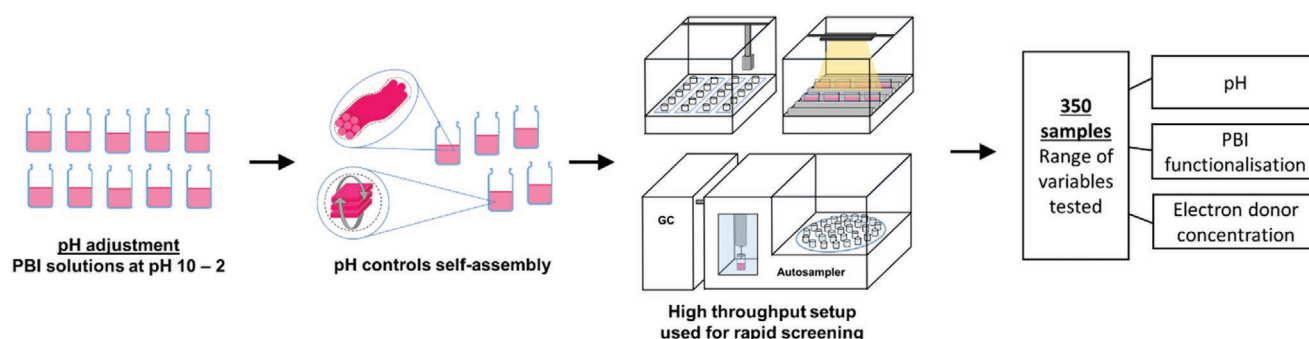 pH adjustment
PBI solutions at pH 10 – 2
pH controls self-assembly
GC
Autosampler
High throughput setup
used for rapid screening
350
samples
Range of
variables
tested
pH
PBI
functionalisation
Electron donor
concentration